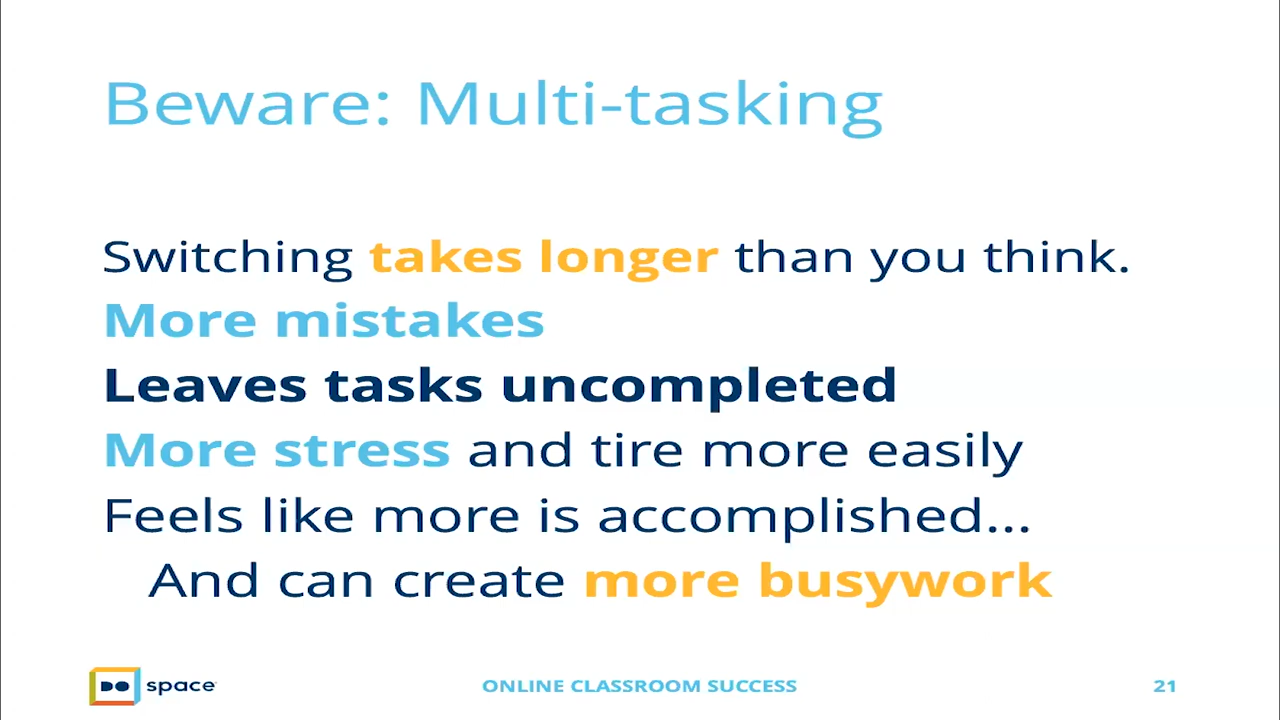 Beware: Multi-tasking
Switching takes longer than you think.
More mistakes
Leaves tasks uncompleted
More stress and tire more easily
Feels like more is accomplished...
And can create more busywork
DO space
ONLINE CLASSROOM SUCCESS
21